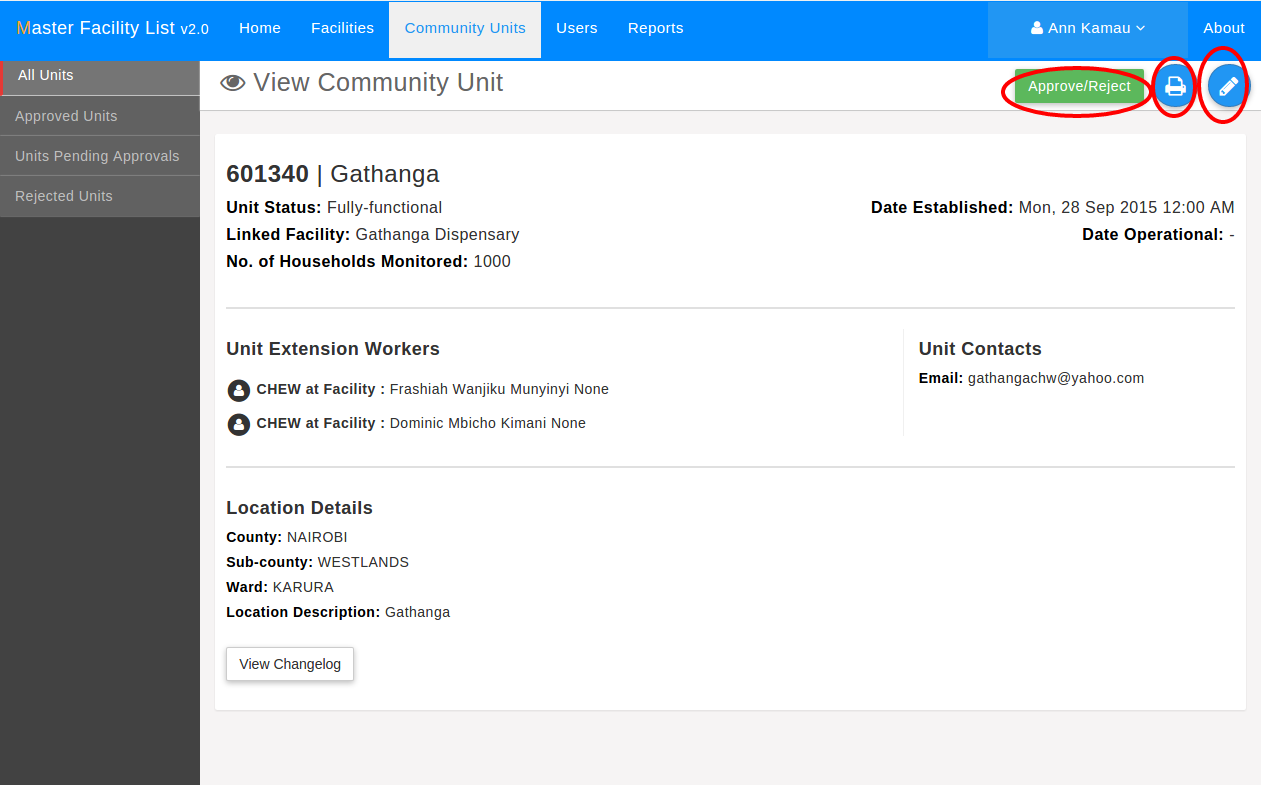 Master Facility List v2.0 Home Facilities Community Units Users Reports Ann Kamau About
All Units
Approved Units
Units Pending Approvals
Rejected Units
View Community Unit Approve/Reject
601340 | Gathanga
Unit Status: Fully-functional Date Established: Mon, 28 Sep 2015 12:00 AM
Linked Facility: Gathanga Dispensary Date Operational: -
No. of Households Monitored: 1000
Unit Extension Workers
CHEW at Facility : Frashiah Wanjiku Munyinyi None
CHEW at Facility : Dominic Mbicho Kimani None
Unit Contacts
Email: gathangachw@yahoo.com
Location Details
County: NAIROBI
Sub-county: WESTLANDS
Ward: KARURA
Location Description: Gathanga
View Changelog